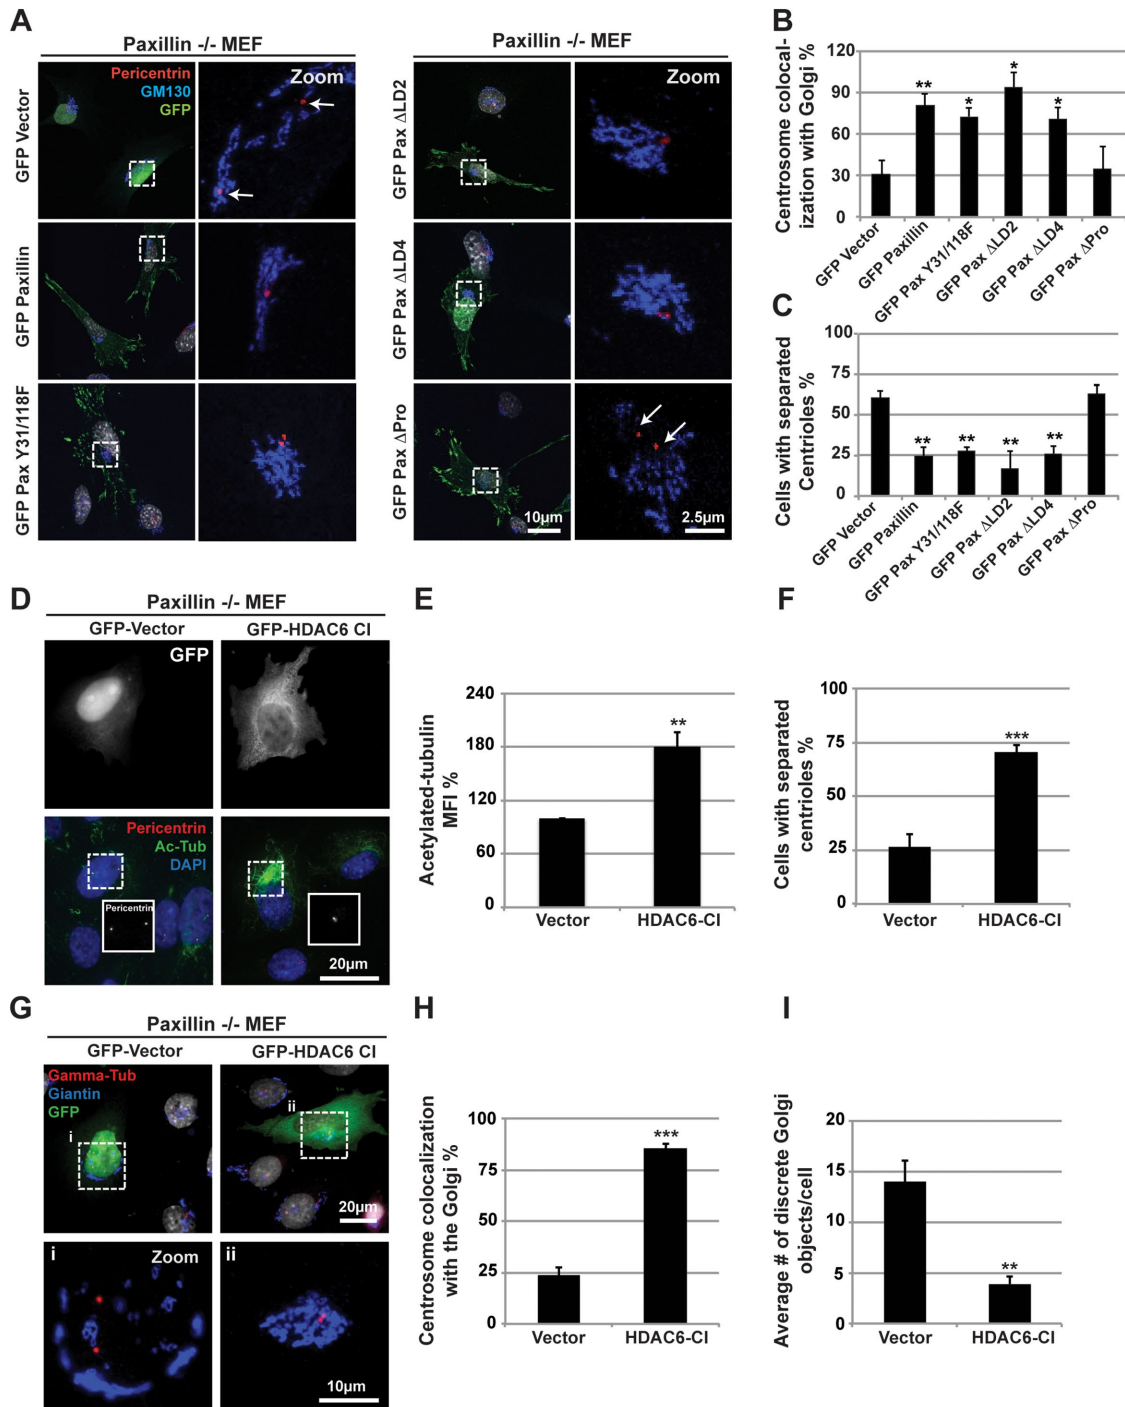 A
Paxillin -/- MEF
Paxillin -/- MEF
GFP Vector
Pericentrin
GM130
GFP
Zoom
GFP Paxillin
GFP Pax Y31/118F
GFP Pax ΔLD2
Zoom
GFP Pax ΔLD4
GFP Pax ΔPro
10μm
2.5μm
B
Centrosome colocal-
ization with Golgi %
120
90
60
30
0
**
*
*
*
GFP Vector
GFP Paxillin
GFP Pax Y31/118F
GFP Pax ΔLD2
GFP Pax ΔLD4
GFP Pax ΔPro
C
Cells with separated
Centrioles %
100
75
50
25
0
**
**
**
**
GFP Vector
GFP Paxillin
GFP Pax Y31/118F
GFP Pax ΔLD2
GFP Pax ΔLD4
GFP Pax ΔPro
D
Paxillin -/- MEF
GFP-Vector
GFP-HDAC6 CI
GFP
Pericentrin
Ac-Tub
DAPI
Pericentrin
20μm
E
Acetylated-tubulin
MFI %
240
180
100
60
0
**
Vector
HDAC6-CI
F
Cells with separated
centrioles %
100
75
50
25
0
***
Vector
HDAC6-CI
G
Paxillin -/- MEF
GFP-Vector
GFP-HDAC6 CI
Gamma-Tub
Giantin
GFP
i
ii
20μm
i
Zoom
ii
10μm
H
Centrosome colocalization
with the Golgi %
100
75
50
25
0
***
Vector
HDAC6-CI
I
Average # of discrete Golgi
objects/cell
20
15
10
5
0
**
Vector
HDAC6-CI